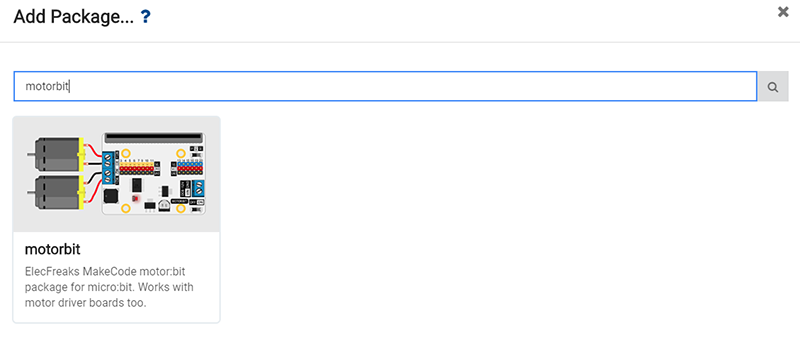 Add Package... ?
motorbit
motorbit
ElecFreaks MakeCode motor:bit
package for micro:bit. Works with
motor driver boards too.